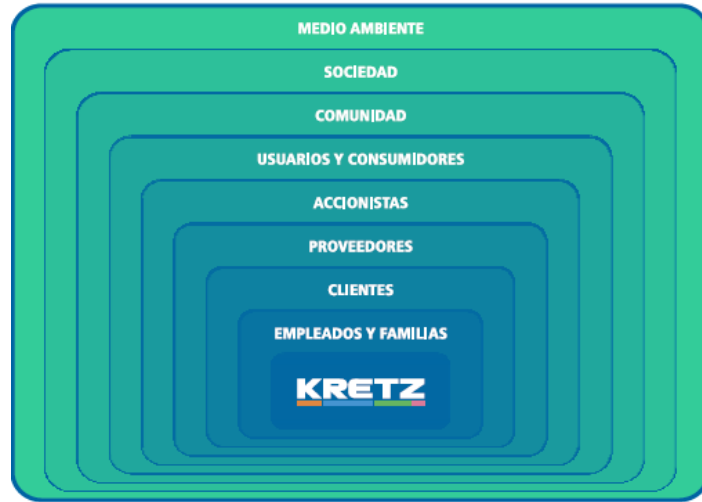 MEDIO AMBIENTE
SOCIEDAD
COMUNIDAD
USUARIOS Y CONSUMIDORES
ACCIONISTAS
PROVEEDORES
CLIENTES
EMPLEADOS Y FAMILIAS
KRETZ